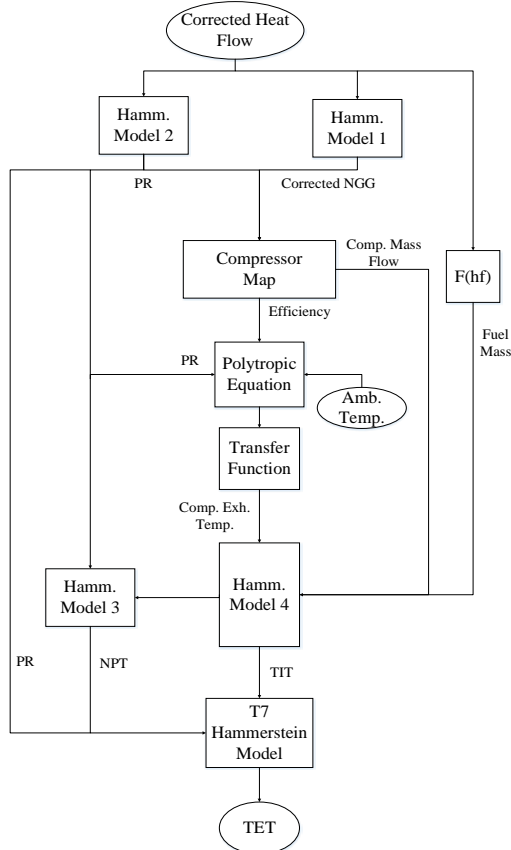 Corrected Heat
Flow
Hamm.
Model 2
Hamm.
Model 1
PR
Corrected NGG
Compressor
Map
Comp. Mass
Flow
F(hf)
Efficiency
Fuel
Mass
PR
Polytropic
Equation
Amb.
Temp.
Transfer
Function
Comp. Exh.
Temp.
Hamm.
Model 3
Hamm.
Model 4
PR
NPT
TIT
T7
Hammerstein
Model
TET